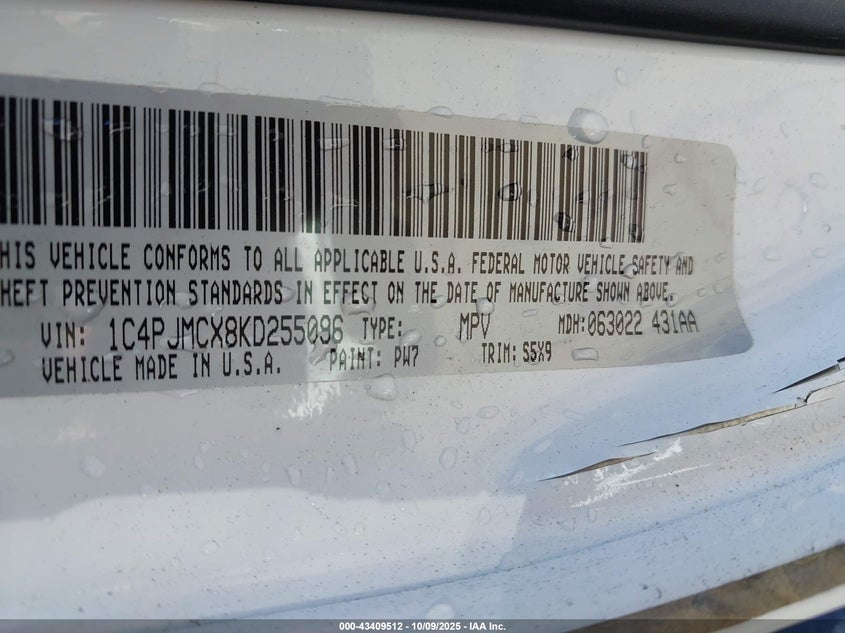 HIS VEHICLE CONFORMS TO ALL APPLICABLE U.S.A. FEDERAL MOTOR VEHICLE SAFETY AND
HEFT PREVENTION STANDARDS IN EFFECT ON THE DATE OF MANUFACTURE SHOWN ABOVE.
VIN: 1C4PJMCX8KD255096 TYPE: MPV MDH:063022 431AA
VEHICLE MADE IN U.S.A. PAINT: PW7 TRIM: S5X9
000-43409512 - 10/09/2025 - IAA Inc.